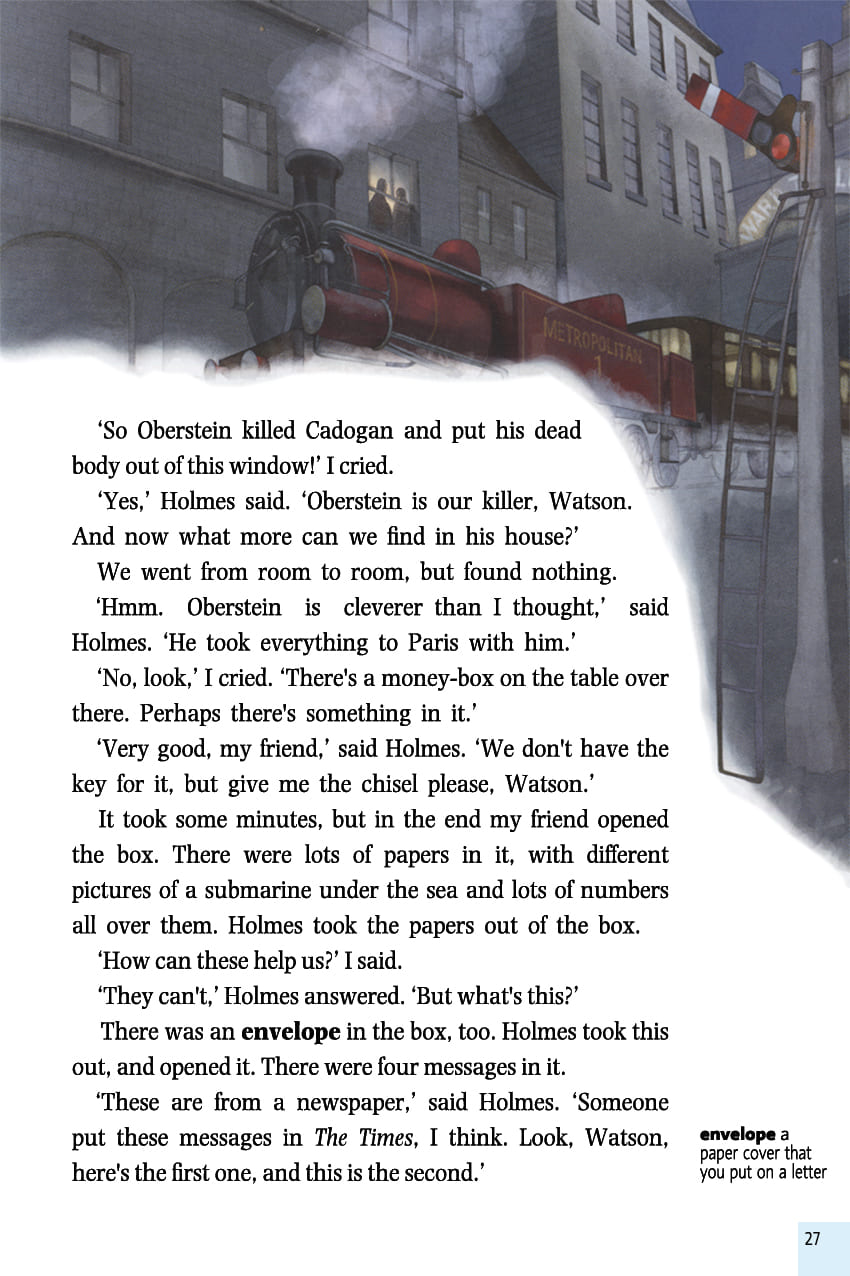 METROPOLITAN
1
‘So Oberstein killed Cadogan and put his dead
body out of this window!’ I cried.
‘Yes,’ Holmes said. ‘Oberstein is our killer, Watson.
And now what more can we find in his house?’
We went from room to room, but found nothing.
‘Hmm. Oberstein is cleverer than I thought,’ said
Holmes. ‘He took everything to Paris with him.’
‘No, look,’ I cried. ‘There's a money-box on the table over
there. Perhaps there's something in it.’
‘Very good, my friend,’ said Holmes. ‘We don't have the
key for it, but give me the chisel please, Watson.’
It took some minutes, but in the end my friend opened
the box. There were lots of papers in it, with different
pictures of a submarine under the sea and lots of numbers
all over them. Holmes took the papers out of the box.
‘How can these help us?’ I said.
‘They can't,’ Holmes answered. ‘But what's this?’
There was an envelope in the box, too. Holmes took this
out, and opened it. There were four messages in it.
‘These are from a newspaper,’ said Holmes. ‘Someone
put these messages in The Times, I think. Look, Watson,
here's the first one, and this is the second.’
envelope a
paper cover that
you put on a letter
27